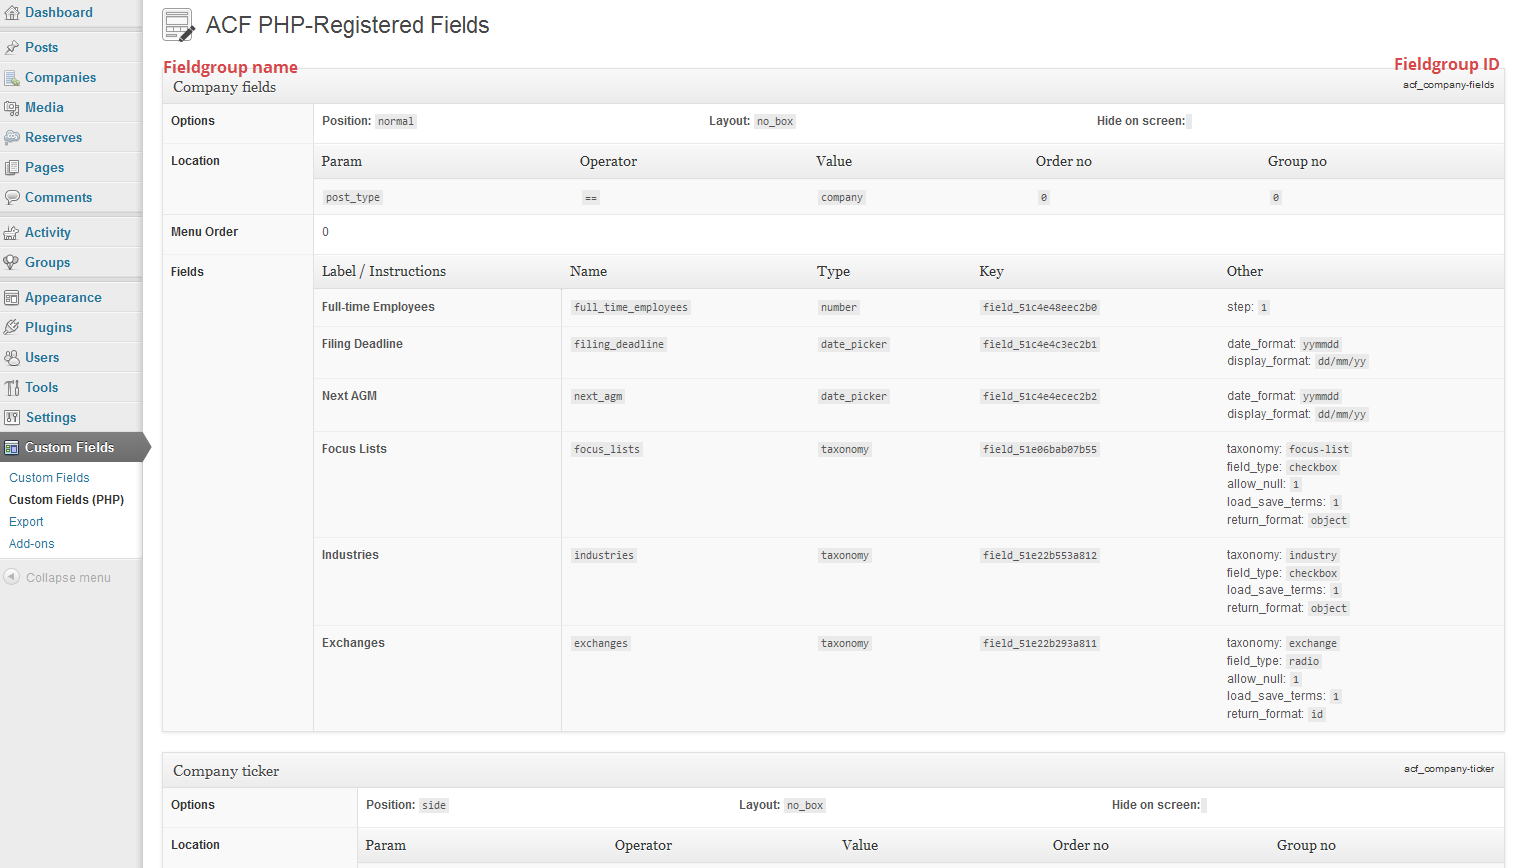 Dashboard
Posts
Companies
Media
Reserves
Pages
Comments
Activity
Groups
Appearance
Plugins
Users
Tools
Settings
Custom Fields
Custom Fields
Custom Fields (PHP)
Export
Add-ons
Collapse menu
ACF PHP-Registered Fields
Fieldgroup name Fieldgroup ID
Company fields acf_company-fields
Options Position: normal Layout: no_box Hide on screen:
Location Param Operator Value Order no Group no
post_type == company 0 0
Menu Order 0
Fields Label / Instructions Name Type Key Other
Full-time Employees full_time_employees number field_51c4e48eec2b0 step: 1
Filing Deadline filing_deadline date_picker field_51c4e4c3ec2b1 date_format: yymmdd
display_format: dd/mm/yy
Next AGM next_agm date_picker field_51c4e4ecec2b2 date_format: yymmdd
display_format: dd/mm/yy
Focus Lists focus_lists taxonomy field_51e06bab07b55 taxonomy: focus-list
field_type: checkbox
allow_null: 1
load_save_terms: 1
return_format: object
Industries industries taxonomy field_51e22b553a812 taxonomy: industry
field_type: checkbox
load_save_terms: 1
return_format: object
Exchanges exchanges taxonomy field_51e22b293a811 taxonomy: exchange
field_type: radio
allow_null: 1
load_save_terms: 1
return_format: id
Company ticker acf_company-ticker
Options Position: side Layout: no_box Hide on screen:
Location Param Operator Value Order no Group no